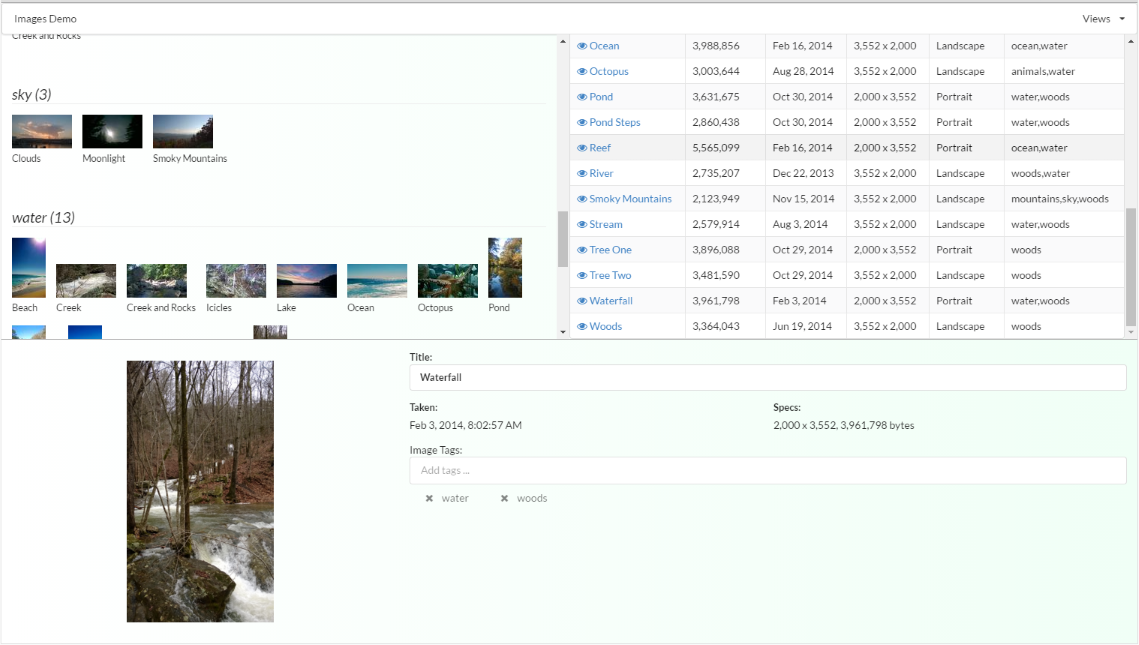 Images Demo
Views
Creek and Rocks
sky (3)
Clouds Moonlight Smoky Mountains
water (13)
Beach Creek Creek and Rocks Icicles Lake Ocean Octopus Pond
Ocean 3,988,856 Feb 16, 2014 3,552 x 2,000 Landscape ocean,water
Octopus 3,003,644 Aug 28, 2014 3,552 x 2,000 Landscape animals,water
Pond 3,631,675 Oct 30, 2014 2,000 x 3,552 Portrait water,woods
Pond Steps 2,860,438 Oct 30, 2014 2,000 x 3,552 Portrait water,woods
Reef 5,565,099 Feb 16, 2014 2,000 x 3,552 Portrait ocean,water
River 2,735,207 Dec 22, 2013 3,552 x 2,000 Landscape woods,water
Smoky Mountains 2,123,949 Nov 15, 2014 3,552 x 2,000 Landscape mountains,sky,woods
Stream 2,579,914 Aug 3, 2014 3,552 x 2,000 Landscape water,woods
Tree One 3,896,088 Oct 29, 2014 2,000 x 3,552 Portrait woods
Tree Two 3,481,590 Oct 29, 2014 3,552 x 2,000 Landscape woods
Waterfall 3,961,798 Feb 3, 2014 2,000 x 3,552 Portrait water,woods
Woods 3,364,043 Jun 19, 2014 3,552 x 2,000 Landscape woods
Title:
Waterfall
Taken: Specs:
Feb 3, 2014, 8:02:57 AM 2,000 x 3,552, 3,961,798 bytes
Image Tags:
Add tags ...
water woods